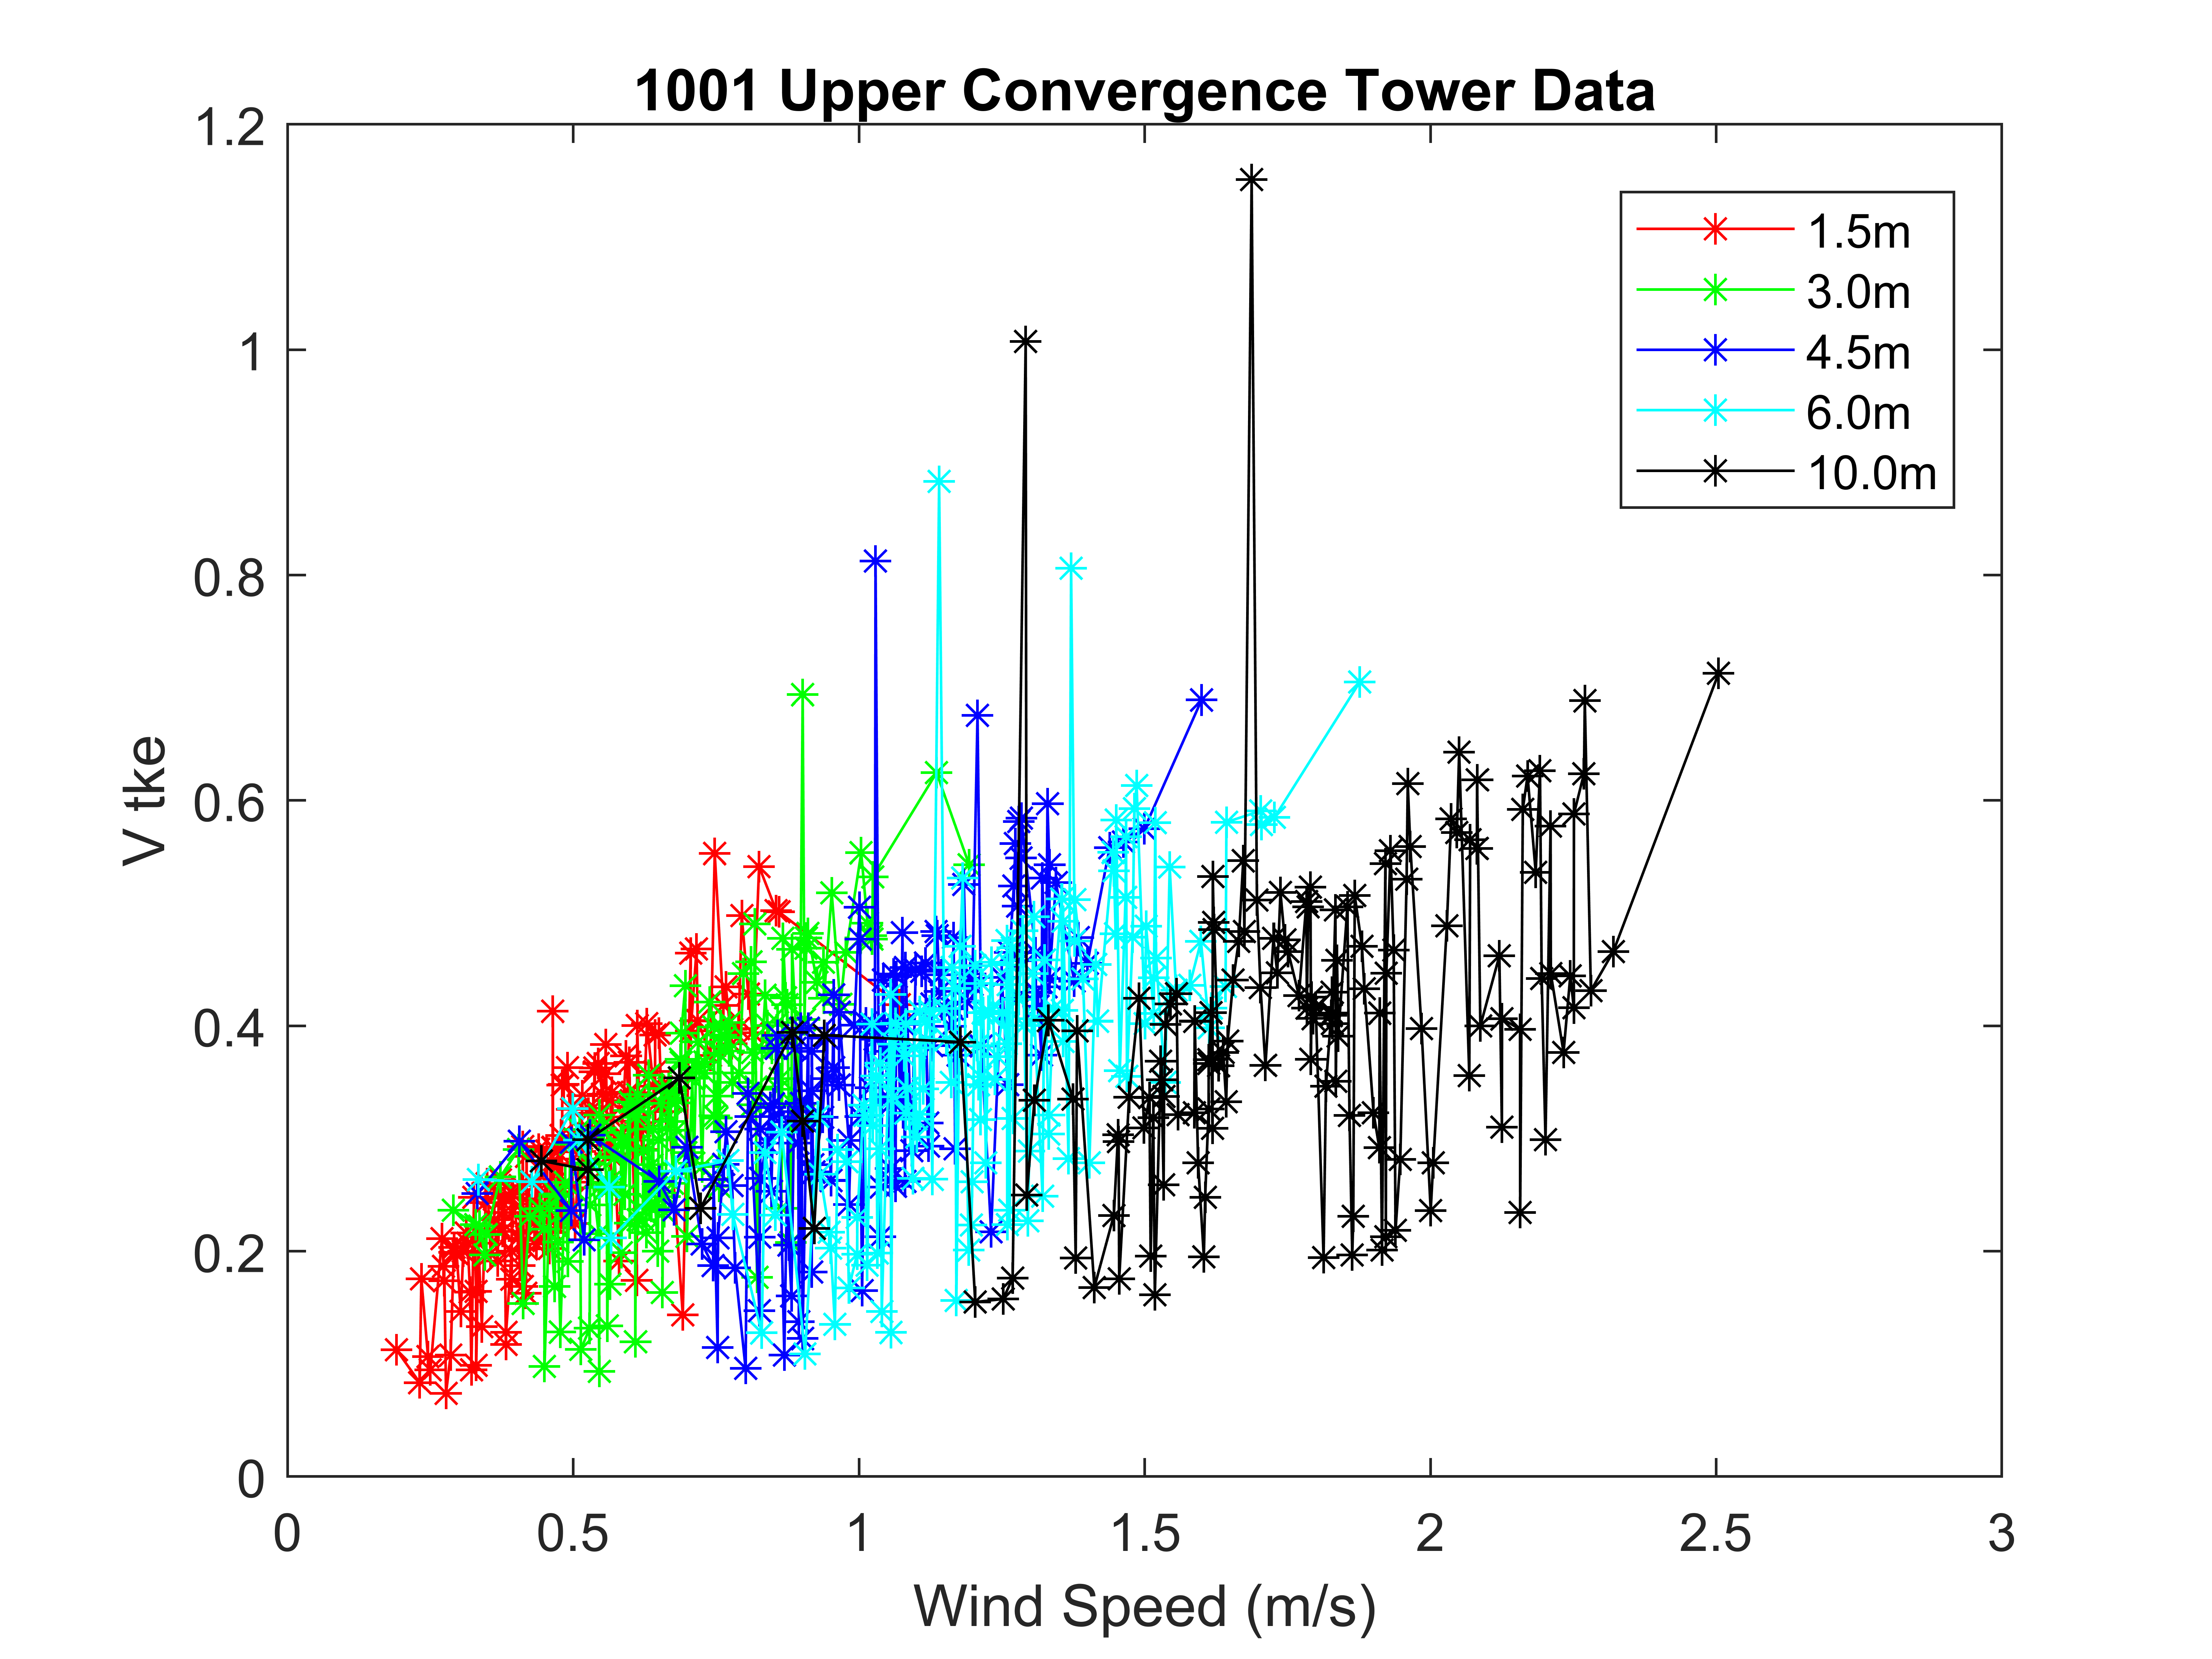 1001 Upper Convergence Tower Data
1.2
1
0.8
0.6
0.4
0.2
0
V tke
1.5m
3.0m
4.5m
6.0m
10.0m
0 0.5 1 1.5 2 2.5 3
Wind Speed (m/s)